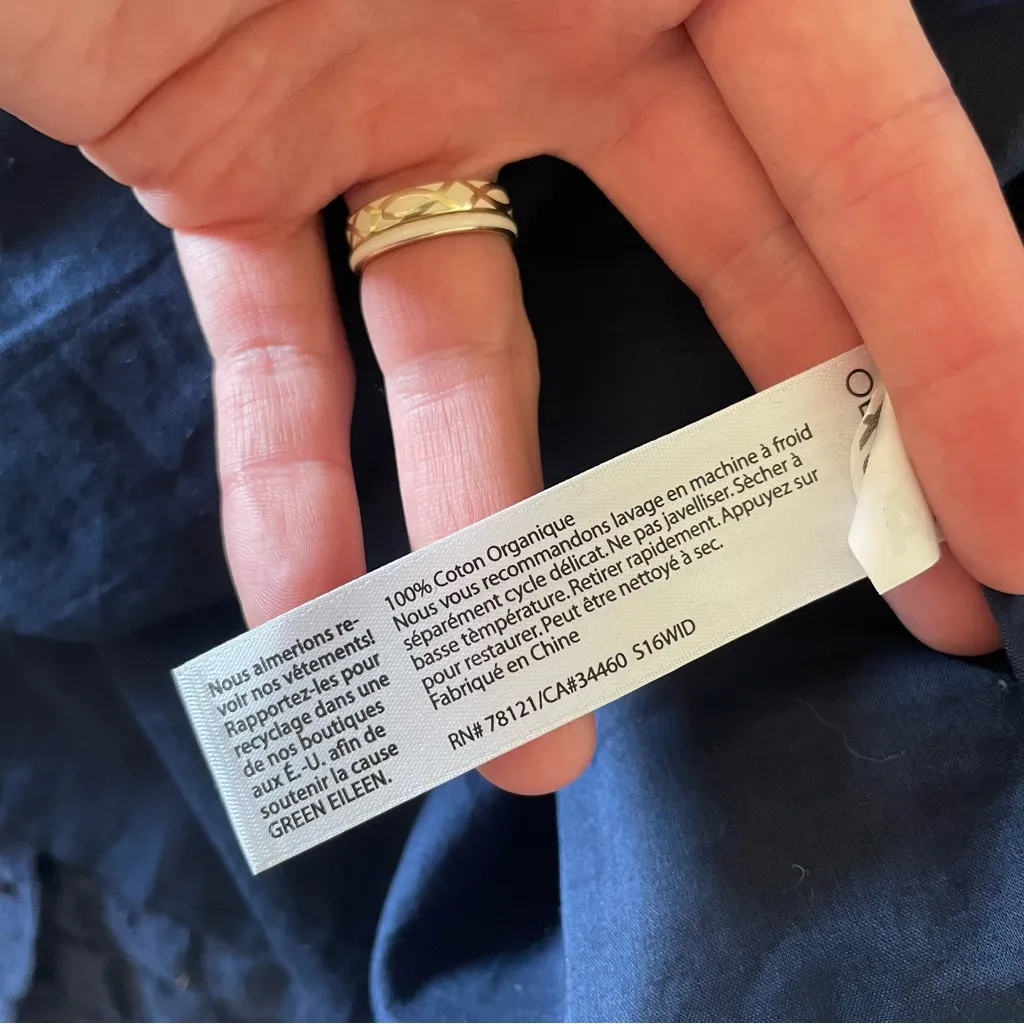 Nous almerions re-
voir nos vêtements!
Rapportez-les pour
recyclage dans une
de nos boutiques
aux É.-U. afin de
soutenir la cause
GREEN EILEEN.
100% Coton Organique
Nous vous recommandons lavage en machine à froid
séparément cycle délicat. Ne pas javelliser. Sècher à
basse tèmpèrature. Retirer rapidement. Appuyez sur
pour restaurer. Peut être nettoyé à sec.
Fabriqué en Chine
RN# 78121/CA#34460 S16WID